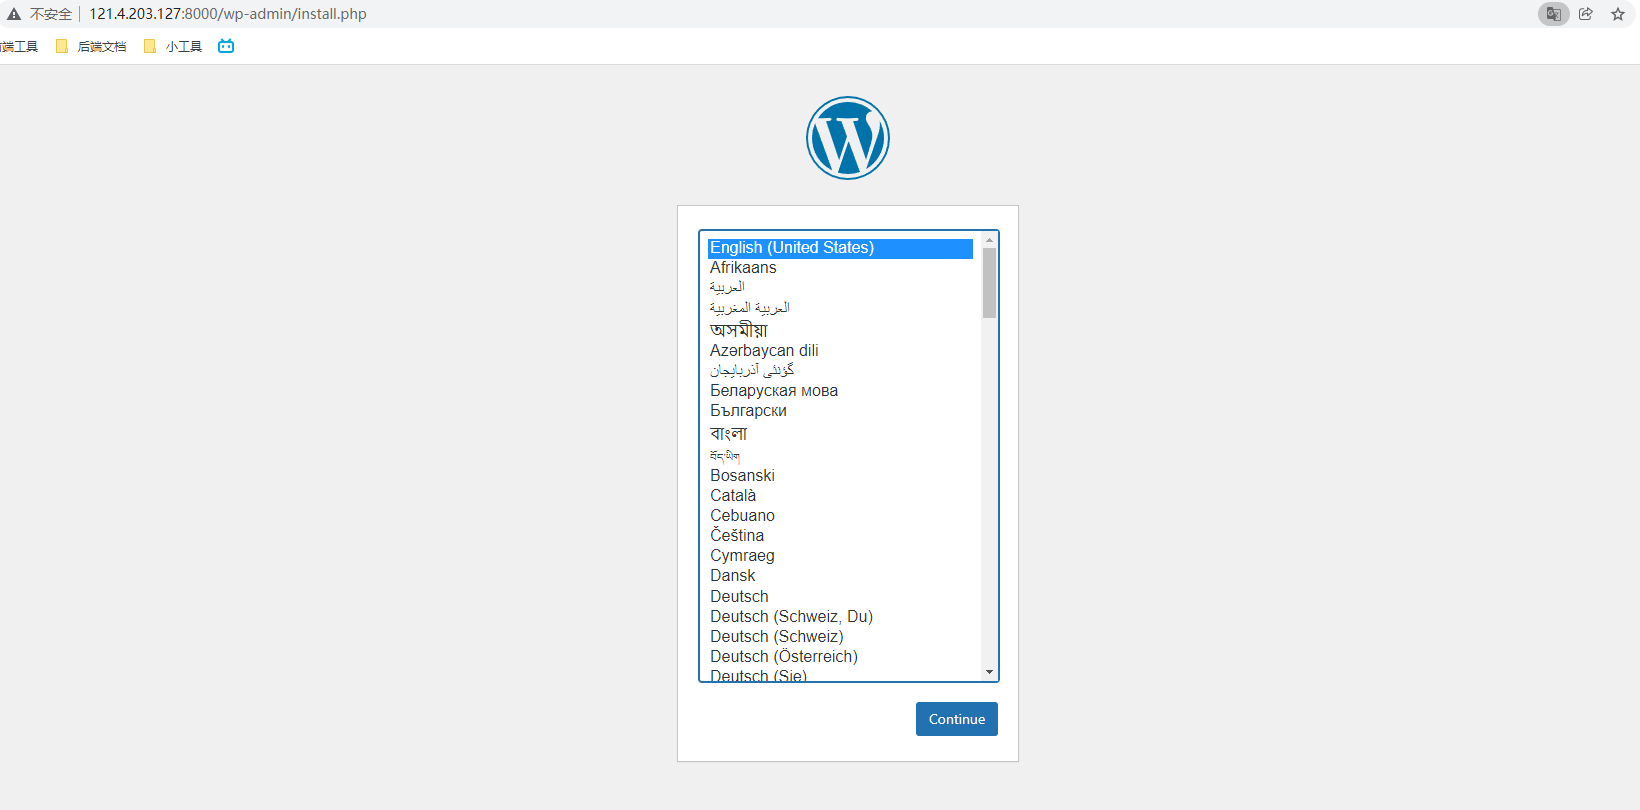 不安全 121.4.203.127:8000/wp-admin/install.php
端工具 后端文档 小工具
English (United States)
Afrikaans
العربية
العربية المغربية
অসমীয়া
Azərbaycan dili
گؤنئی آذربایجان
Беларуская мова
Български
বাংলা
བོད་ཡིག
Bosanski
Català
Cebuano
Čeština
Cymraeg
Dansk
Deutsch
Deutsch (Schweiz, Du)
Deutsch (Schweiz)
Deutsch (Österreich)
Deutsch (Sie)
Continue